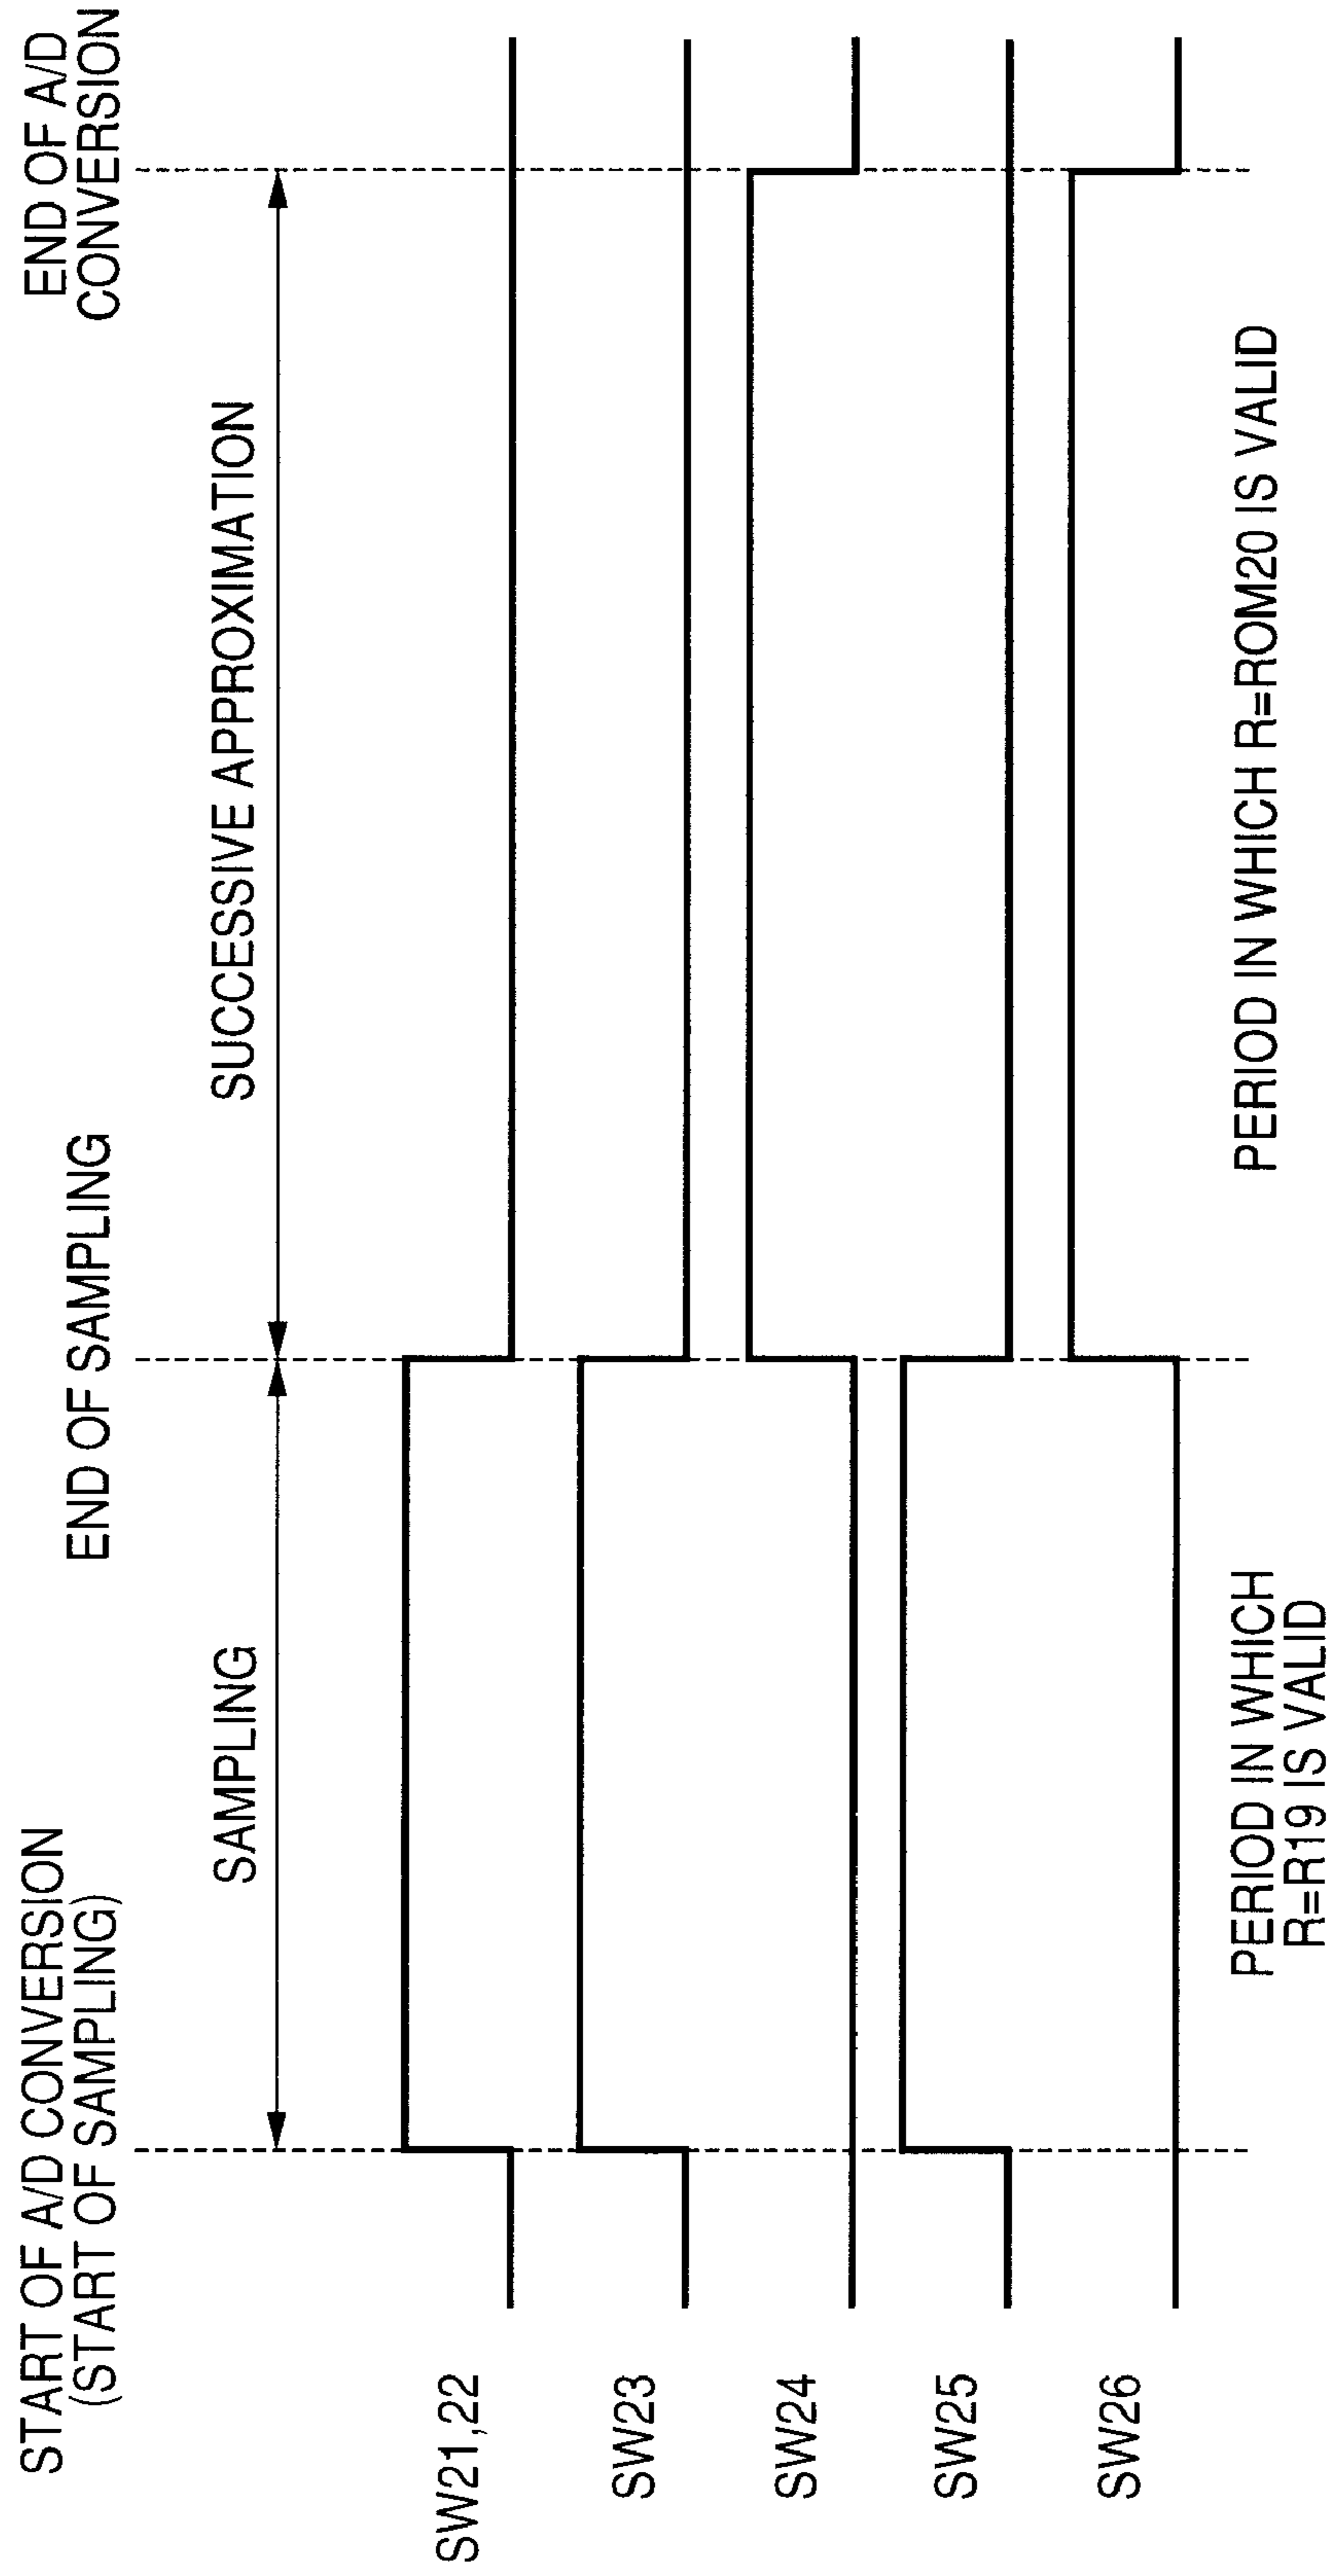 START OF A/D CONVERSION
(START OF SAMPLING)
END OF SAMPLING
END OF A/D
CONVERSION
SAMPLING
SUCCESSIVE APPROXIMATION
SW21,22
SW23
SW24
SW25
SW26
PERIOD IN WHICH
R=R19 IS VALID
PERIOD IN WHICH R=ROM20 IS VALID